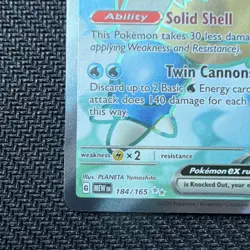 Ability Solid Shell
This Pokémon takes 30 less dama
applying Weakness and Resistance).
Twin Cannon
Discard up to 2 Basic Energy card
attack does 140 damage for each
this way.
weakness ×2 resistance
Pokémon ex ru
is Knocked Out, your
Illus. PLANETA Yamashita
G MEW EN 184/165